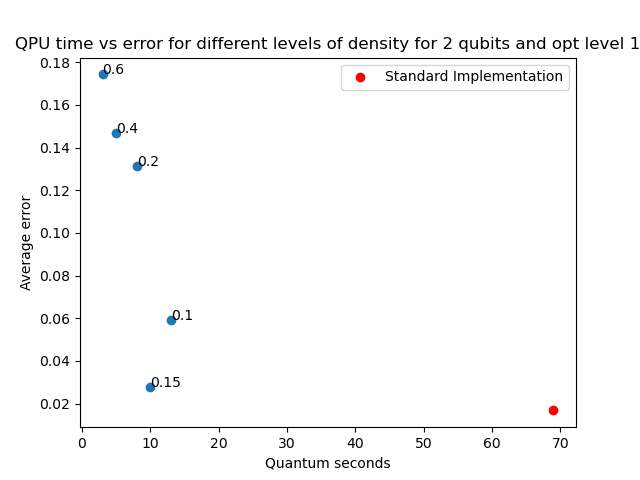 QPU time vs error for different levels of density for 2 qubits and opt level 1
Standard Implementation
0.6
0.4
0.2
0.1
0.15
Average error
0.18
0.16
0.14
0.12
0.10
0.08
0.06
0.04
0.02
0 10 20 30 40 50 60 70
Quantum seconds